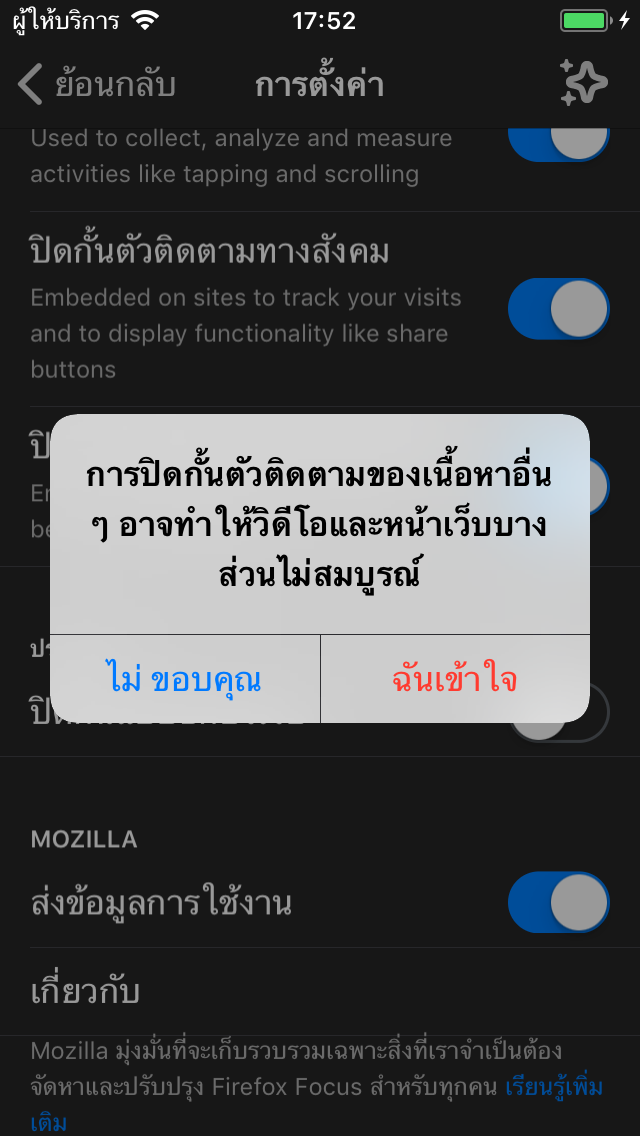 ผู้ให้บริการ 17:52
ย้อนกลับ การตั้งค่า
Used to collect, analyze and measure
activities like tapping and scrolling
ปิดกั้นตัวติดตามทางสังคม
Embedded on sites to track your visits
and to display functionality like share
buttons
การปิดกั้นตัวติดตามของเนื้อหาอื่น
ๆ อาจทำให้วิดีโอและหน้าเว็บบาง
ส่วนไม่สมบูรณ์
ไม่ ขอบคุณ ฉันเข้าใจ
MOZILLA
ส่งข้อมูลการใช้งาน
เกี่ยวกับ
Mozilla มุ่งมั่นที่จะเก็บรวบรวมเฉพาะสิ่งที่เราจำเป็นต้อง
จัดหาและปรับปรุง Firefox Focus สำหรับทุกคน เรียนรู้เพิ่ม
เติม